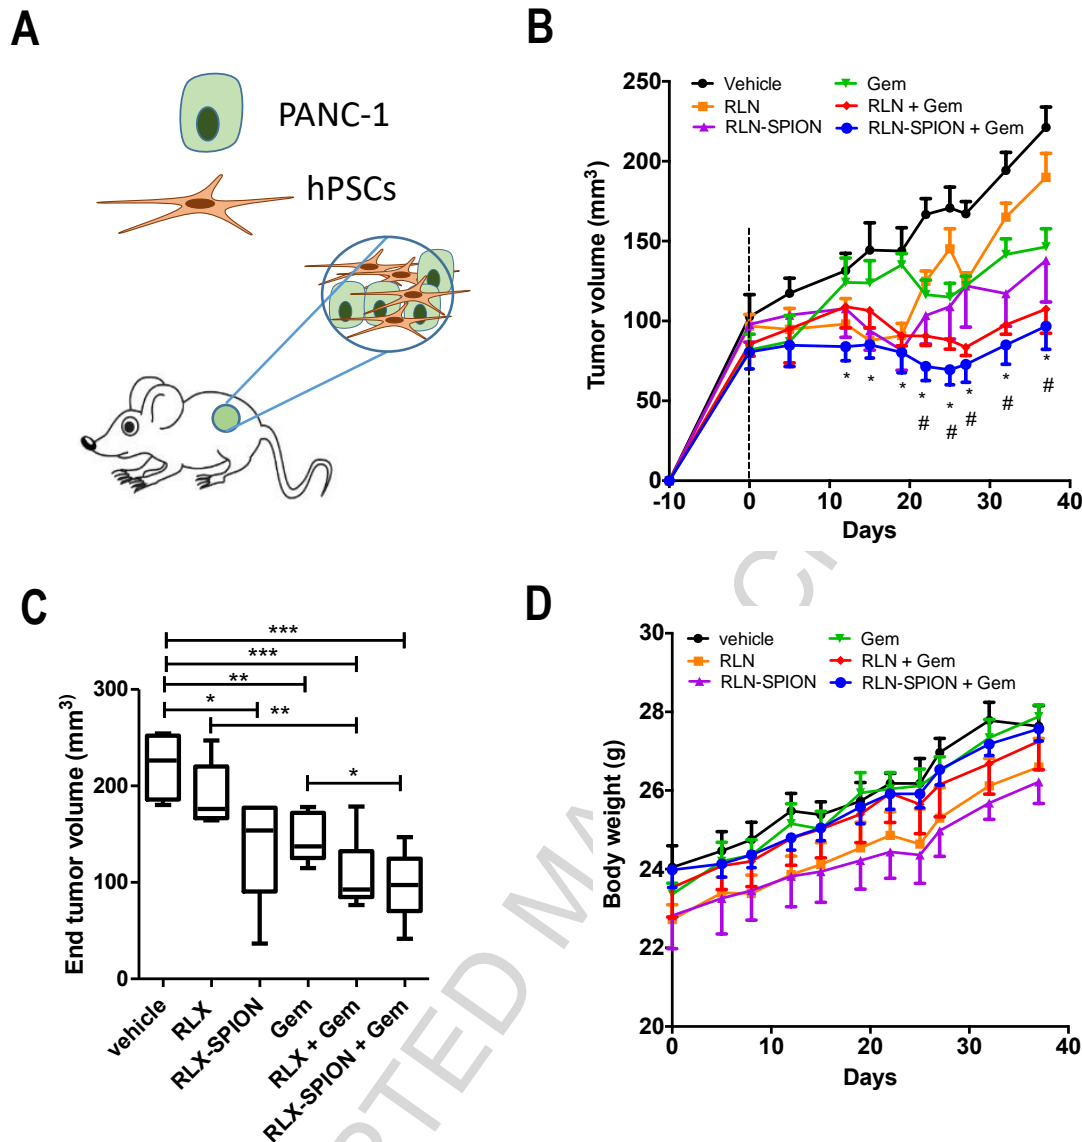 A
PANC-1
hPSCs
B
Vehicle
RLN
RLN-SPION
Gem
RLN + Gem
RLN-SPION + Gem
Tumor volume (mm³)
250
200
150
100
50
0
-10 0 10 20 30 40
Days
* * * * * * * *
# # # # #
C
***
***
**
*
**
*
End tumor volume (mm³)
300
200
100
0
vehicle
RLX
RLX-SPION
Gem
RLX + Gem
RLX-SPION + Gem
D
vehicle
RLN
RLN-SPION
Gem
RLN + Gem
RLN-SPION + Gem
Body weight (g)
30
28
26
24
22
20
0 10 20 30 40
Days